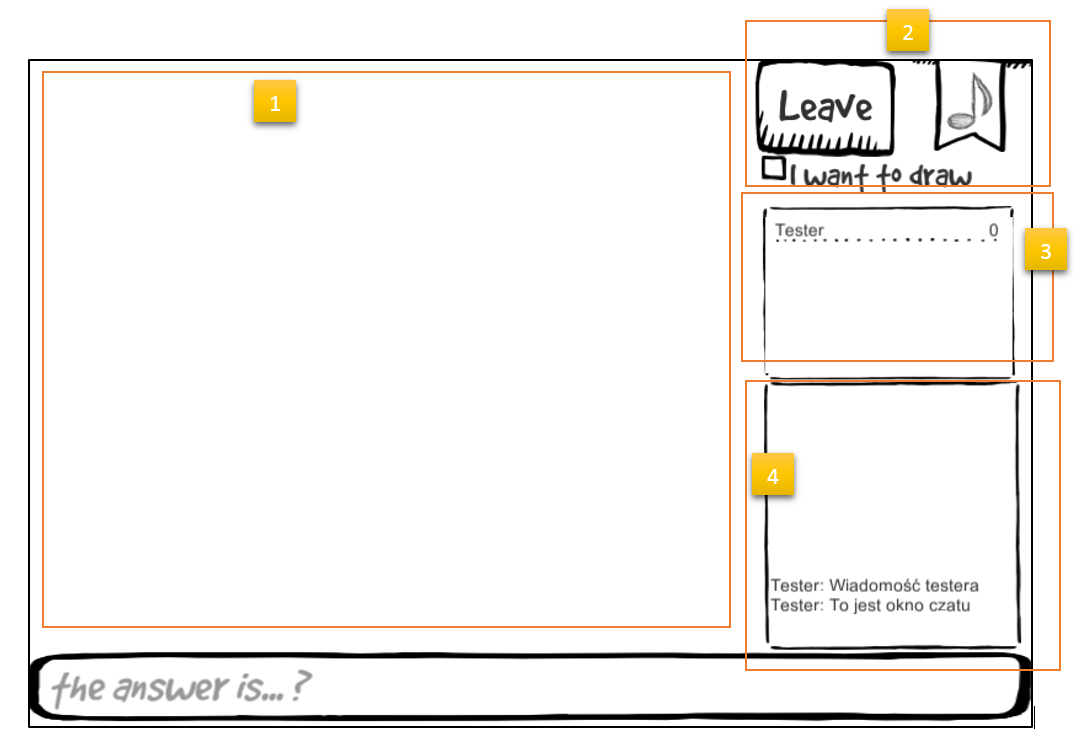 2
1
Leave
I want to draw
Tester 0
3
4
Tester: Wiadomość testera
Tester: To jest okno czatu
the answer is... ?